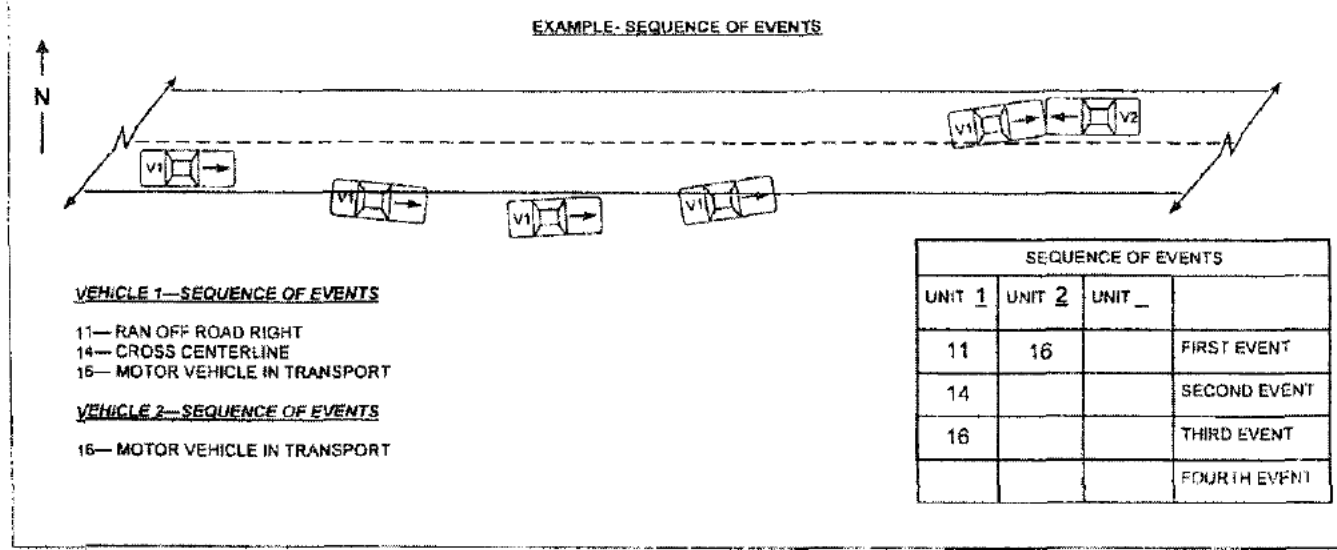 EXAMPLE- SEQUENCE OF EVENTS
N
V1
V1
V1
V1
V1
V2
VEHICLE 1—SEQUENCE OF EVENTS
11— RAN OFF ROAD RIGHT
14— CROSS CENTERLINE
16— MOTOR VEHICLE IN TRANSPORT
VEHICLE 2—SEQUENCE OF EVENTS
16— MOTOR VEHICLE IN TRANSPORT
SEQUENCE OF EVENTS
UNIT 1 UNIT 2 UNIT _
11 16 FIRST EVENT
14 SECOND EVENT
16 THIRD EVENT
FOURTH EVENT